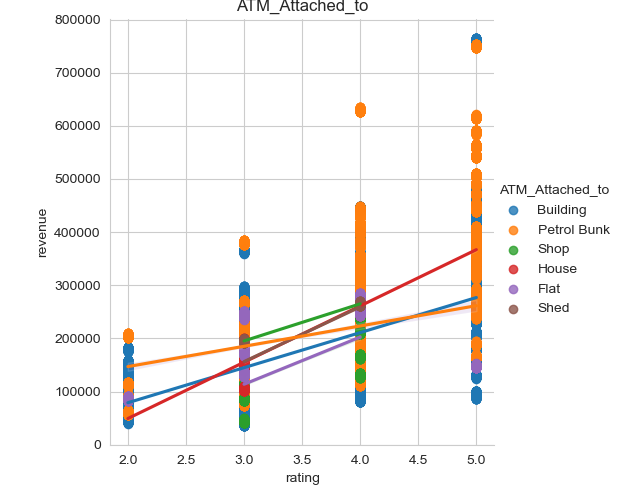 ATM_Attached_to
800000
700000
600000
500000
400000
300000
200000
100000
0
revenue
2.0 2.5 3.0 3.5 4.0 4.5 5.0
rating
ATM_Attached_to
Building
Petrol Bunk
Shop
House
Flat
Shed